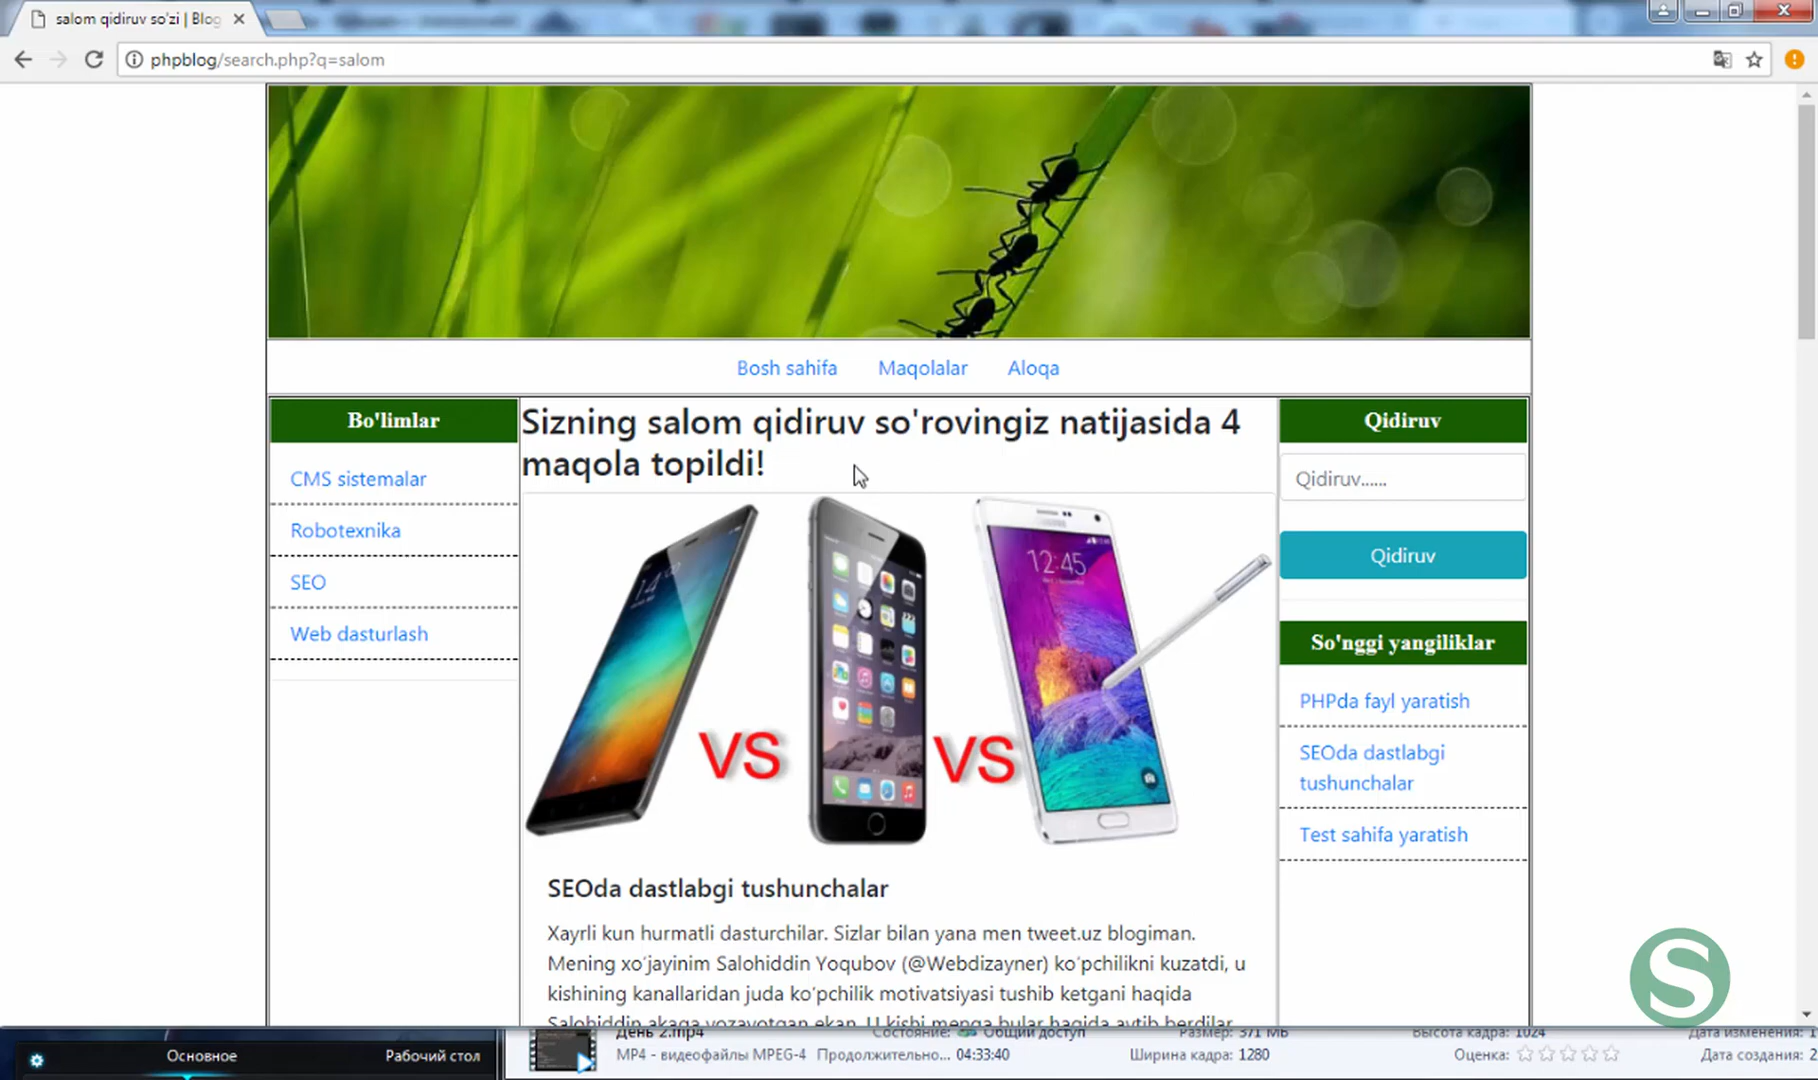 salom qidiruv so'zi | Blog
phpblog/search.php?q=salom
Bosh sahifa Maqolalar Aloqa
Bo'limlar
CMS sistemalar
Robotexnika
SEO
Web dasturlash
Sizning salom qidiruv so'rovingiz natijasida 4
maqola topildi!
14:00
VS
VS
12:45
SEOda dastlabgi tushunchalar
Xayrli kun hurmatli dasturchilar. Sizlar bilan yana men tweet.uz blogiman.
Mening xo'jayinim Salohiddin Yoqubov (@Webdizayner) ko'pchilikni kuzatdi, u
kishining kanallaridan juda ko'pchilik motivatsiyasi tushib ketgani haqida
Salohiddin akaga yozayotgan ekan. U kishi menga bular haqida aytib berdilar
Qidiruv
Qidiruv......
Qidiruv
So'nggi yangiliklar
PHPda fayl yaratish
SEOda dastlabgi
tushunchalar
Test sahifa yaratish
S
Основное Рабочий стол
День 2.mp4 Состояние: Общий доступ Размер: 371 МБ Высота кадра: 1024 Дата изменения: 1
MP4 - видеофайлы MPEG-4 Продолжительно... 04:33:40 Ширина кадра: 1280 Оценка: Дата создания: 2